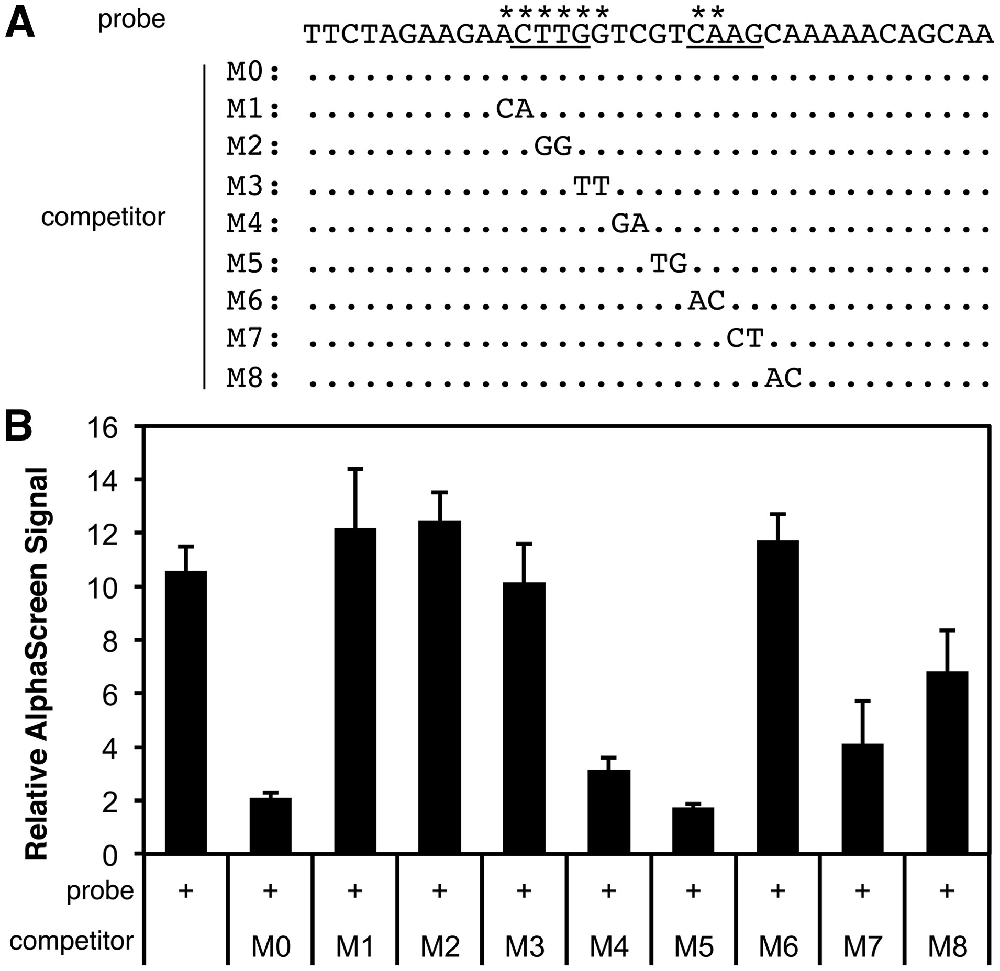 A
* * * * * * * *
probe TTCTAGAAGAACTTGGTCGTCAAGCAAAAACAGCAA
M0: ....................................
M1: ..........CA........................
M2: ............GG......................
M3: ..............TT....................
competitor
M4: ................GA..................
M5: ..................TG................
M6: ....................AC..............
M7: ......................CT............
M8: ........................AC..........
B
Relative AlphaScreen Signal
16
14
12
10
8
6
4
2
0
probe + + + + + + + + + +
competitor M0 M1 M2 M3 M4 M5 M6 M7 M8